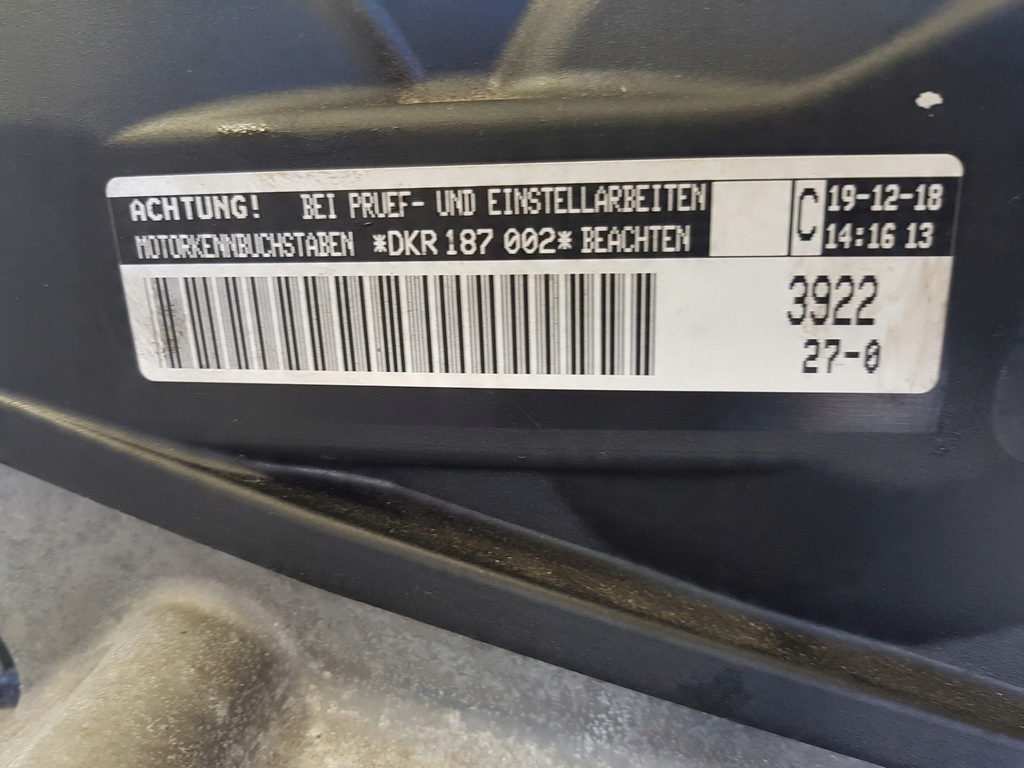 ACHTUNG! BEI PRUEF- UND EINSTELLARBEITEN
MOTORKENNBUCHSTABEN *DKR 187 002* BEACHTEN
C
19-12-18
14:16 13
3922
27-0